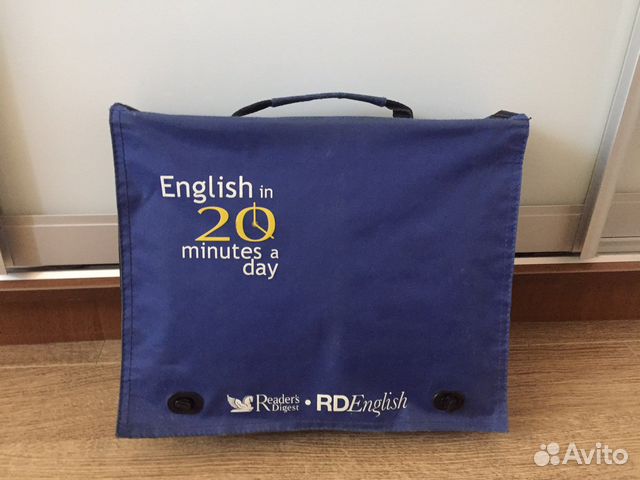 English in
20
minutes a
day
Reader's Digest • RDEnglish
Avito